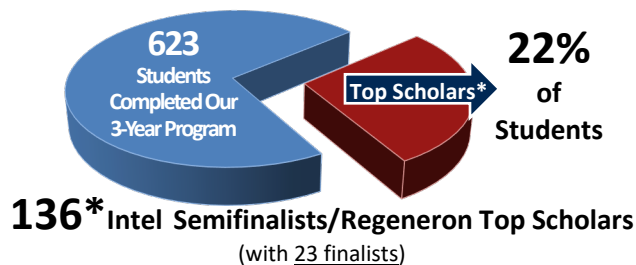 623
Students
Completed Our
3-Year Program
Top Scholars*
22%
of
Students
136* Intel Semifinalists/Regeneron Top Scholars
(with 23 finalists)